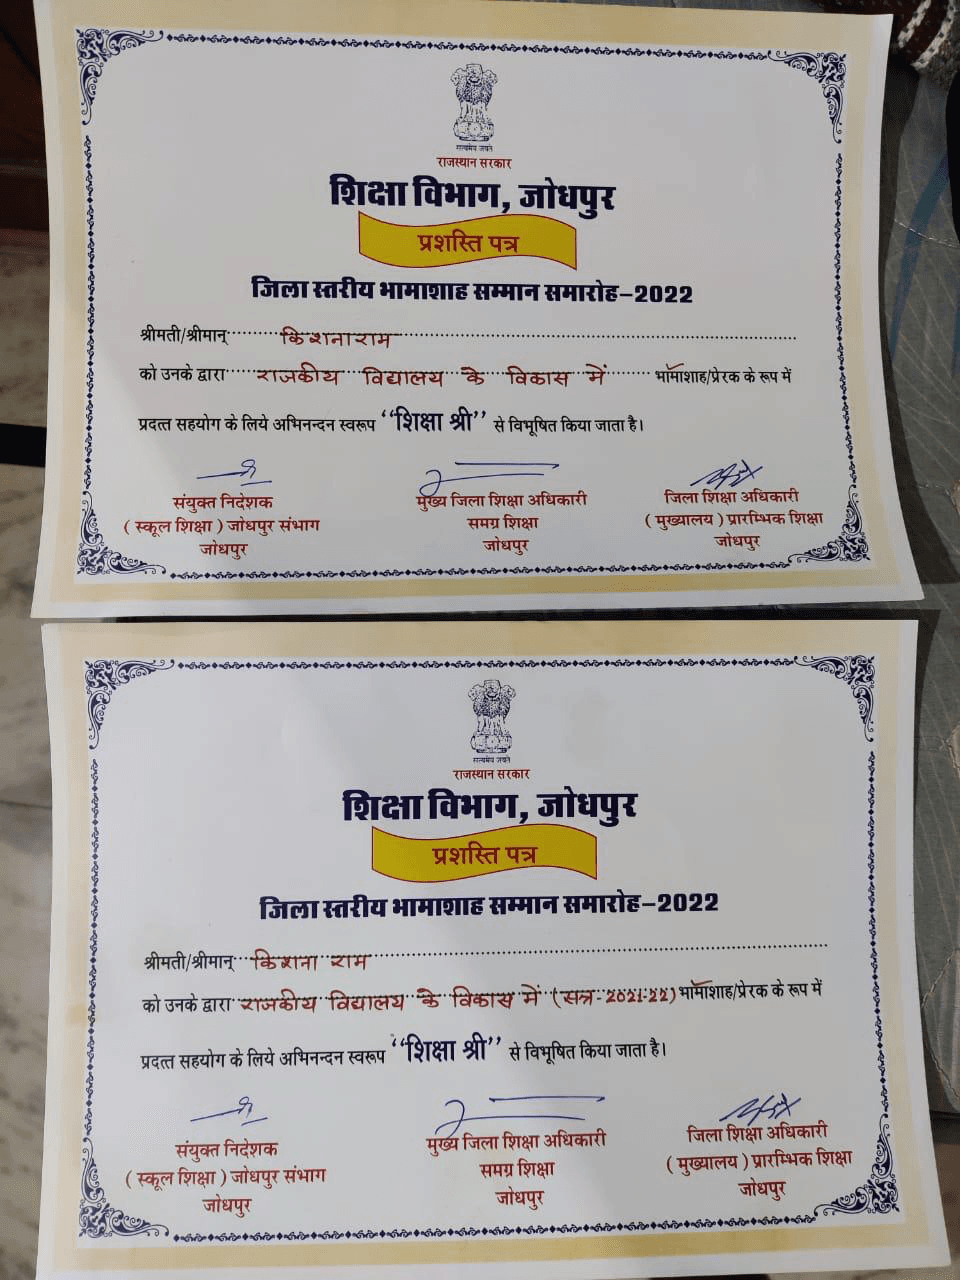 सत्यमेव जयते
राजस्थान सरकार
शिक्षा विभाग, जोधपुर
प्रशस्ति पत्र
जिला स्तरीय भामाशाह सम्मान समारोह-2022
श्रीमती/श्रीमान् किशनाराम
को उनके द्वारा राजकीय विद्यालय के विकास में भामाशाह/प्रेरक के रूप में
प्रदत्त सहयोग के लिये अभिनन्दन स्वरूप “शिक्षा श्री” से विभूषित किया जाता है।
संयुक्त निदेशक
( स्कूल शिक्षा ) जोधपुर संभाग
जोधपुर
मुख्य जिला शिक्षा अधिकारी
समग्र शिक्षा
जोधपुर
जिला शिक्षा अधिकारी
( मुख्यालय ) प्रारम्भिक शिक्षा
जोधपुर
सत्यमेव जयते
राजस्थान सरकार
शिक्षा विभाग, जोधपुर
प्रशस्ति पत्र
जिला स्तरीय भामाशाह सम्मान समारोह-2022
श्रीमती/श्रीमान् किशना राम
को उनके द्वारा राजकीय विद्यालय के विकास में (सत्र-2021-22) भामाशाह/प्रेरक के रूप में
प्रदत्त सहयोग के लिये अभिनन्दन स्वरूप “शिक्षा श्री” से विभूषित किया जाता है।
संयुक्त निदेशक
( स्कूल शिक्षा ) जोधपुर संभाग
जोधपुर
मुख्य जिला शिक्षा अधिकारी
समग्र शिक्षा
जोधपुर
जिला शिक्षा अधिकारी
( मुख्यालय ) प्रारम्भिक शिक्षा
जोधपुर